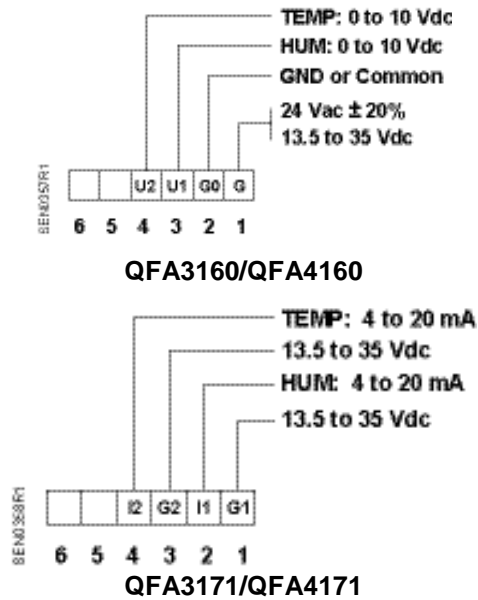 TEMP: 0 to 10 Vdc
HUM: 0 to 10 Vdc
GND or Common
24 Vac ± 20%
13.5 to 35 Vdc
U2 U1 G0 G
6 5 4 3 2 1
SEN0357R1
QFA3160/QFA4160
TEMP: 4 to 20 mA
13.5 to 35 Vdc
HUM: 4 to 20 mA
13.5 to 35 Vdc
I2 G2 I1 G1
6 5 4 3 2 1
SEN0358R1
QFA3171/QFA4171